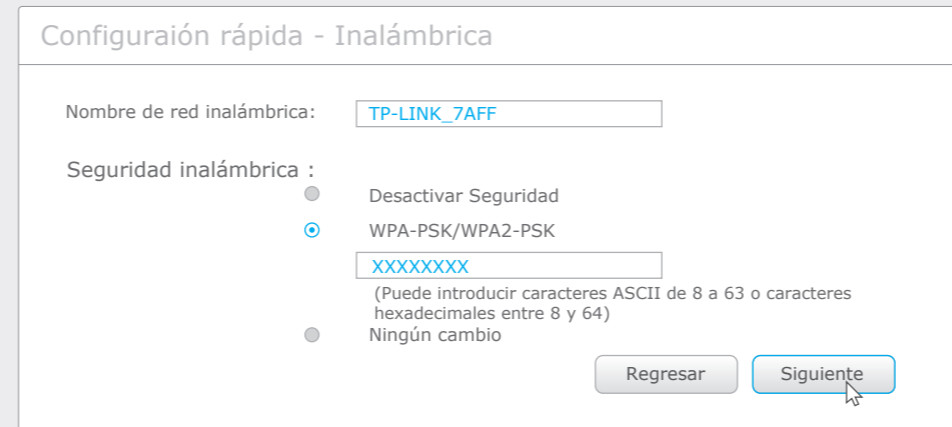 Configuraión rápida - Inalámbrica
Nombre de red inalámbrica:
TP-LINK_7AFF
Seguridad inalámbrica :
Desactivar Seguridad
WPA-PSK/WPA2-PSK
XXXXXXXX
(Puede introducir caracteres ASCII de 8 a 63 o caracteres
hexadecimales entre 8 y 64)
Ningún cambio
Regresar
Siguiente